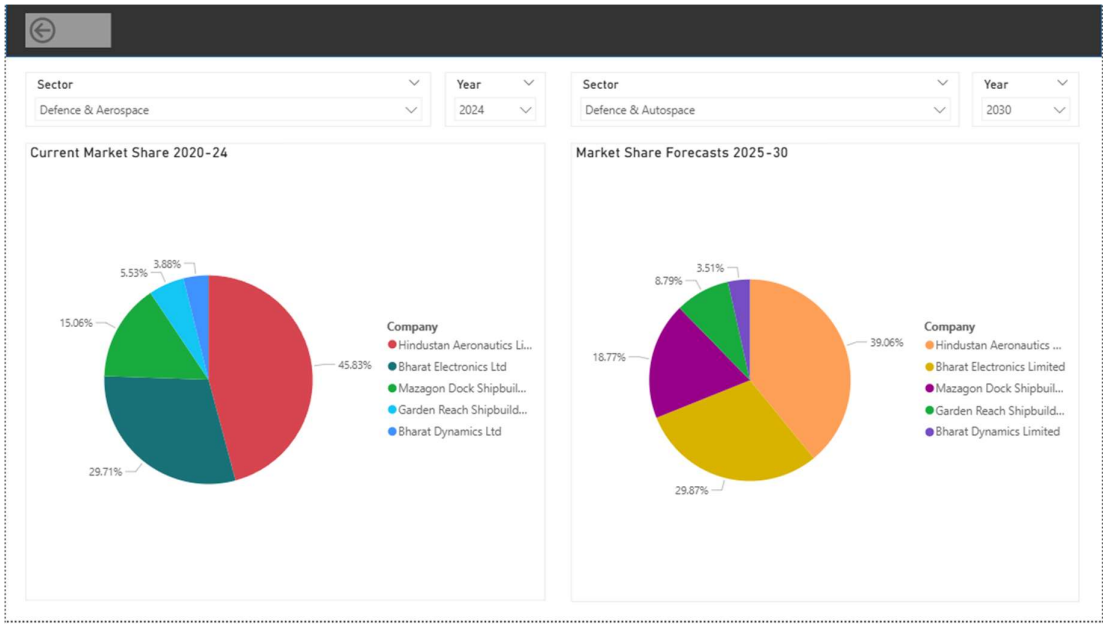 Sector
Defence & Aerospace
Year
2024
Sector
Defence & Autospace
Year
2030
Current Market Share 2020-24
3.88%
5.53%
15.06%
45.83%
29.71%
Company
Hindustan Aeronautics Li...
Bharat Electronics Ltd
Mazagon Dock Shipbuil...
Garden Reach Shipbuild...
Bharat Dynamics Ltd
Market Share Forecasts 2025-30
3.51%
8.79%
18.77%
39.06%
29.87%
Company
Hindustan Aeronautics ...
Bharat Electronics Limited
Mazagon Dock Shipbuil...
Garden Reach Shipbuild...
Bharat Dynamics Limited